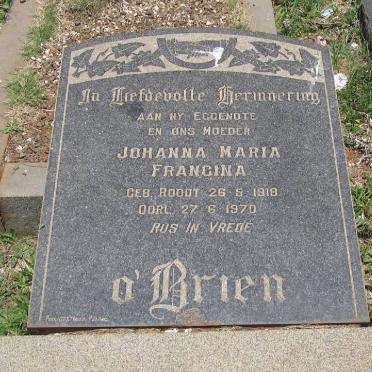 In Liefdevolle Herinnering
AAN MY EGGENOTE
EN ONS MOEDER
JOHANNA MARIA
FRANCINA
GEB. ROODT 26·5·1918
OORL. 27·6·1970
RUS IN VREDE
O'Brien